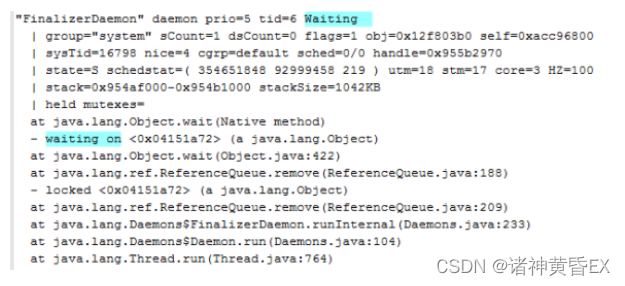 "FinalizerDaemon" daemon prio=5 tid=6 Waiting
| group="system" sCount=1 dsCount=0 flags=1 obj=0x12f803b0 self=0xacc96800
| sysTid=16798 nice=4 cgrp=default sched=0/0 handle=0x955b2970
| state=S schedstat=( 354651848 92999458 219 ) utm=18 stm=17 core=3 HZ=100
| stack=0x954af000-0x954b1000 stackSize=1042KB
| held mutexes=
at java.lang.Object.wait(Native method)
- waiting on <0x04151a72> (a java.lang.Object)
at java.lang.Object.wait(Object.java:422)
at java.lang.ref.ReferenceQueue.remove(ReferenceQueue.java:188)
- locked <0x04151a72> (a java.lang.Object)
at java.lang.ref.ReferenceQueue.remove(ReferenceQueue.java:209)
at java.lang.Daemons$FinalizerDaemon.runInternal(Daemons.java:233)
at java.lang.Daemons$Daemon.run(Daemons.java:104)
at java.lang.Thread.run(Thread.java:764)
CSDN @诸神黄昏EX